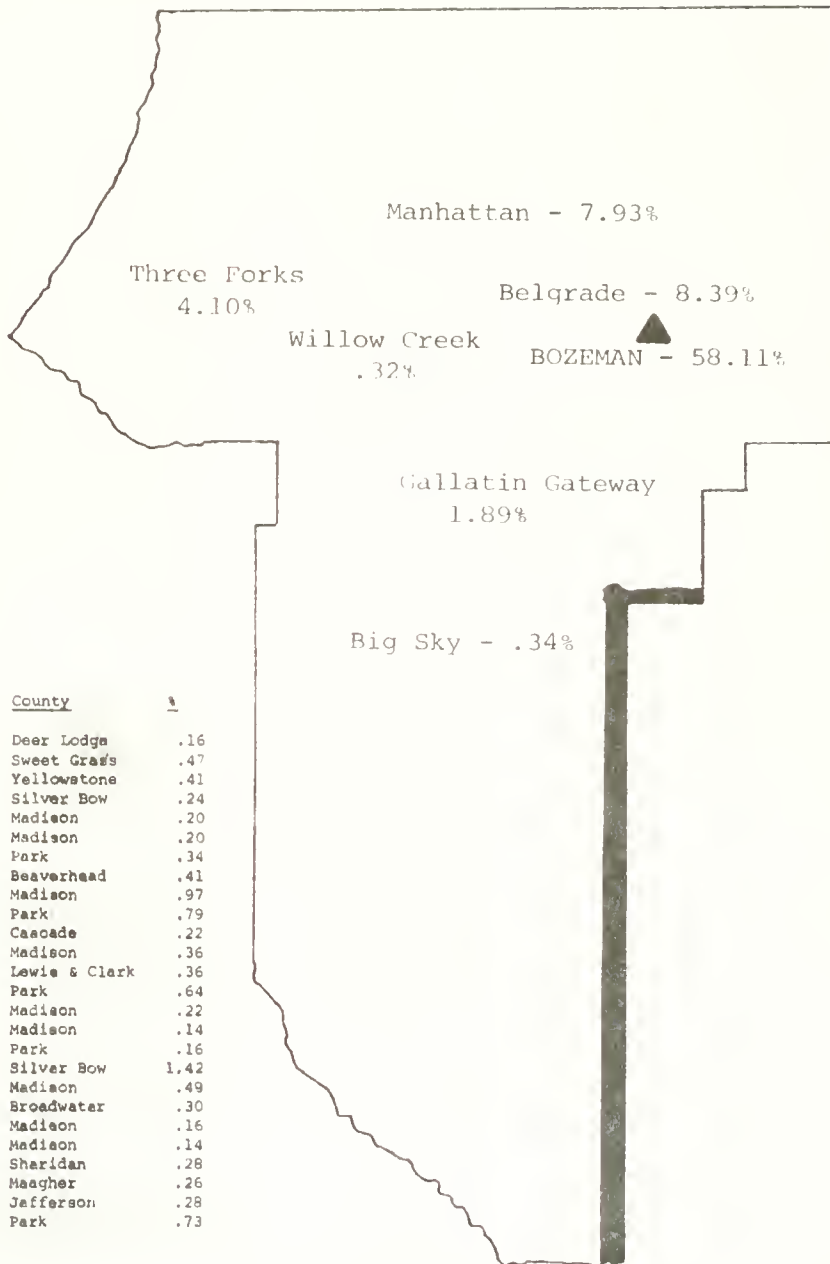 Manhattan - 7.93%
Three Forks
4.10%
Belgrade - 8.39%
Willow Creek
.32%
BOZEMAN - 58.11%
Gallatin Gateway
1.89%
Big Sky - .34%
County %
Deer Lodge .16
Sweet Grass .47
Yellowstone .41
Silver Bow .24
Madison .20
Madison .20
Park .34
Beaverhead .41
Madison .97
Park .79
Cascade .22
Madison .36
Lewis & Clark .36
Park .64
Madison .22
Madison .14
Park .16
Silver Bow 1.42
Madison .49
Broadwater .30
Madison .16
Madison .14
Sheridan .28
Meagher .26
Jefferson .28
Park .73